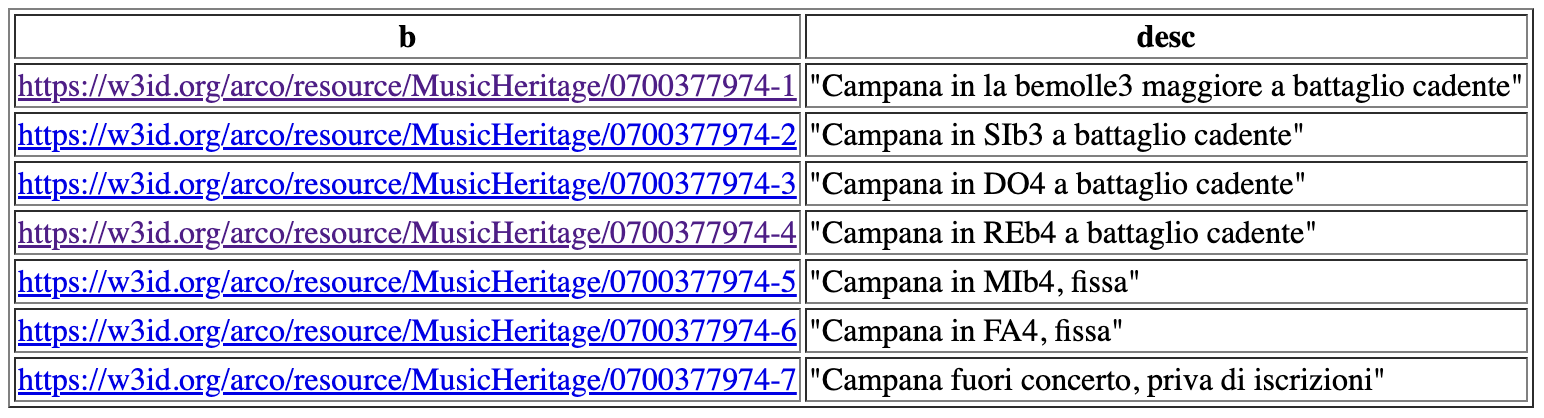 b desc
https://w3id.org/arco/resource/MusicHeritage/0700377974-1 "Campana in la bemolle3 maggiore a battaglio cadente"
https://w3id.org/arco/resource/MusicHeritage/0700377974-2 "Campana in SIb3 a battaglio cadente"
https://w3id.org/arco/resource/MusicHeritage/0700377974-3 "Campana in DO4 a battaglio cadente"
https://w3id.org/arco/resource/MusicHeritage/0700377974-4 "Campana in REb4 a battaglio cadente"
https://w3id.org/arco/resource/MusicHeritage/0700377974-5 "Campana in MIb4, fissa"
https://w3id.org/arco/resource/MusicHeritage/0700377974-6 "Campana in FA4, fissa"
https://w3id.org/arco/resource/MusicHeritage/0700377974-7 "Campana fuori concerto, priva di iscrizioni"